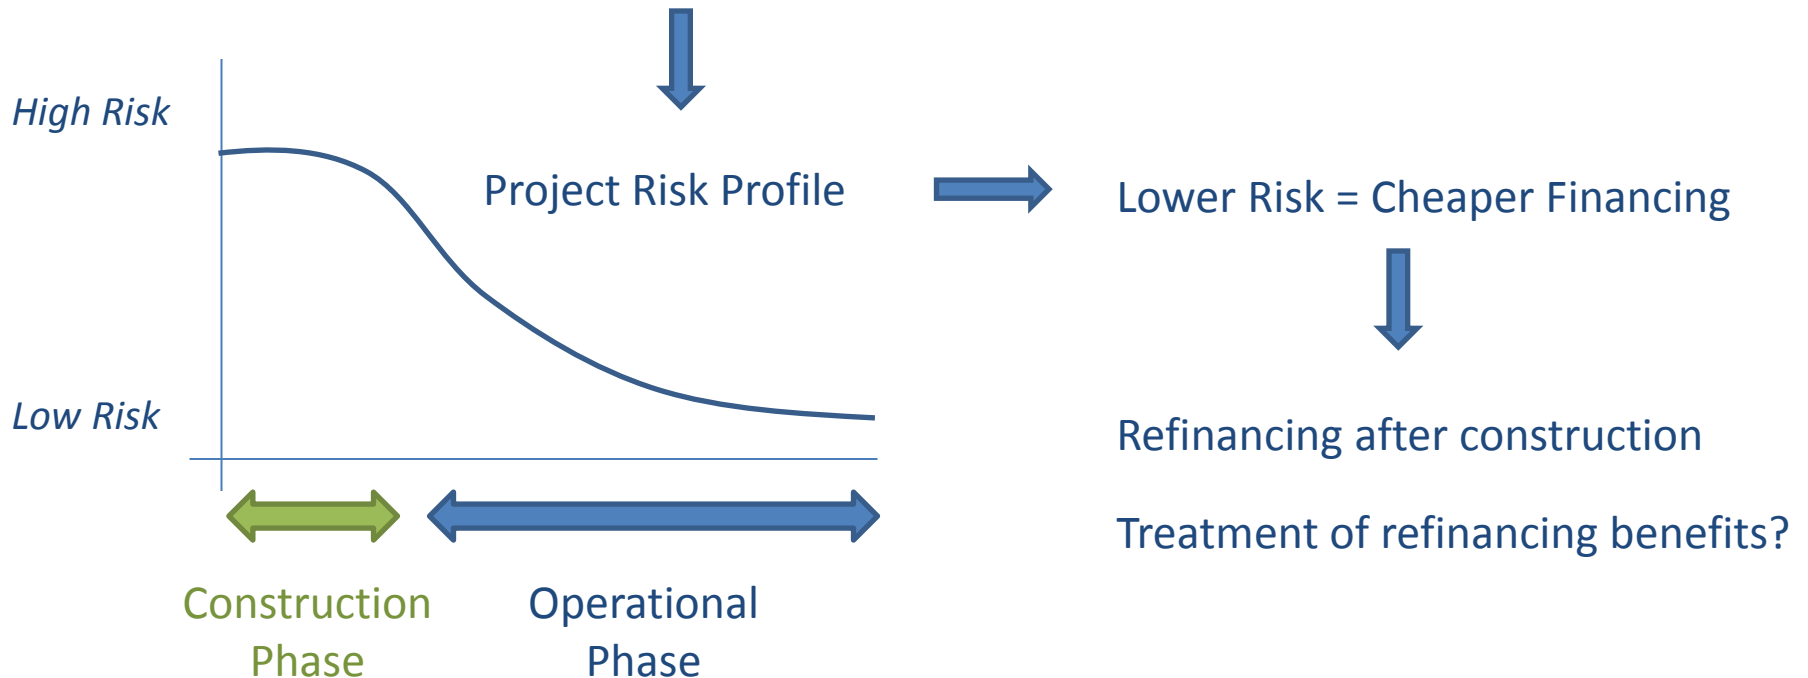 High Risk
Project Risk Profile
Lower Risk = Cheaper Financing
Low Risk
Refinancing after construction
Treatment of refinancing benefits?
Construction
Phase
Operational
Phase